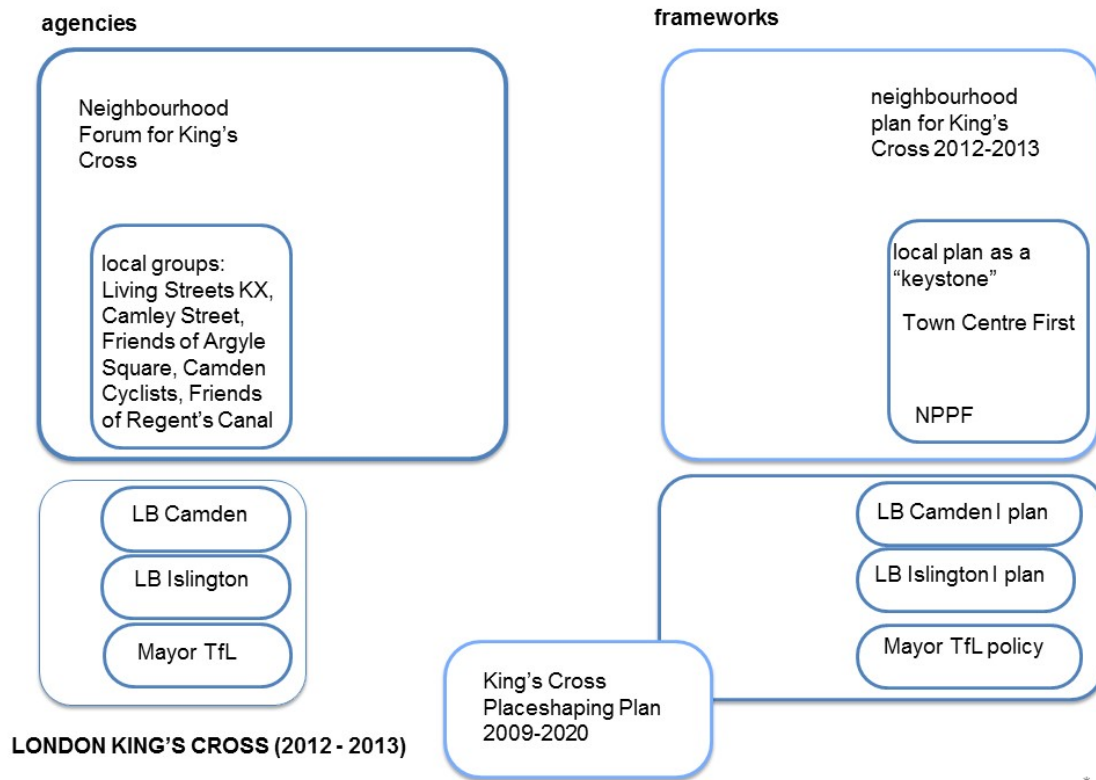 agencies
frameworks
Neighbourhood
Forum for King's
Cross
local groups:
Living Streets KX,
Camley Street,
Friends of Argyle
Square, Camden
Cyclists, Friends
of Regent's Canal
neighbourhood
plan for King's
Cross 2012-2013
local plan as a
“keystone”
Town Centre First
NPPF
LB Camden
LB Islington
Mayor TfL
LB Camden l plan
LB Islington l plan
Mayor TfL policy
King's Cross
Placeshaping Plan
2009-2020
LONDON KING'S CROSS (2012 - 2013)